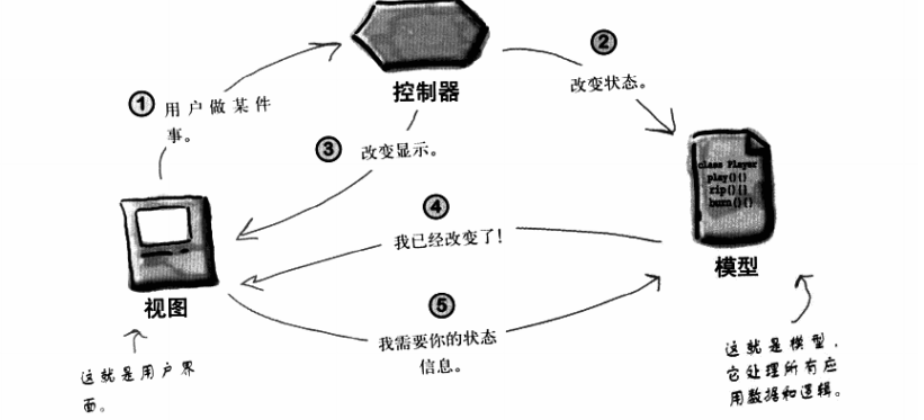 控制器
②
改变状态。
①
用户做某件
事。
③
改变显示。
class Player
play(){}
rip(){}
burn(){}
④
我已经改变了！
模型
视图
⑤
我需要你的状态
信息。
这就是用户界
面。
这就是模型，
它处理所有应
用数据和逻辑。